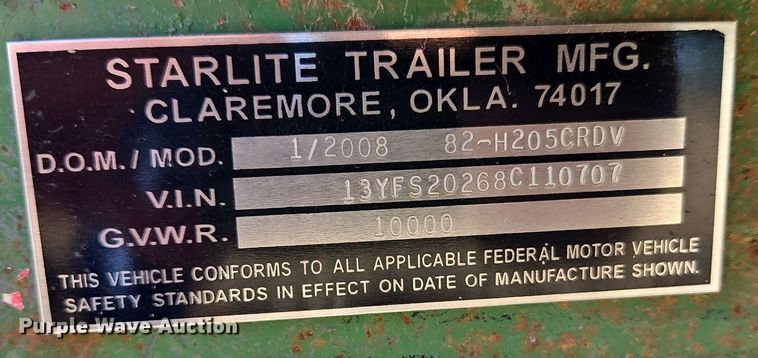 STARLITE TRAILER MFG.
CLAREMORE, OKLA. 74017
D.O.M./MOD. 1/2008 82-H205CRDV
V.I.N. 13YFS20268C110707
G.V.W.R. 10000
THIS VEHICLE CONFORMS TO ALL APPLICABLE FEDERAL MOTOR VEHICLE
SAFETY STANDARDS IN EFFECT ON DATE OF MANUFACTURE SHOWN.
Purple Wave Auction